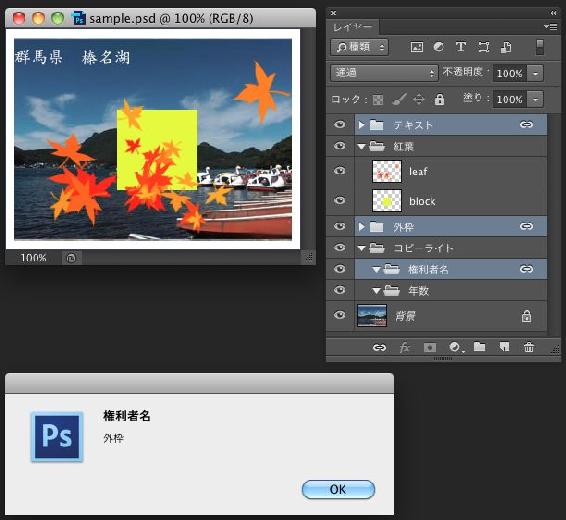 sample.psd @ 100% (RGB/8)
群馬県　榛名湖
100%
レイヤー
種類
T
通過
不透明度：
100%
ロック：
塗り：
100%
テキスト
紅葉
leaf
block
外枠
コピーライト
権利者名
年数
背景
fx
Ps
権利者名
外枠
OK